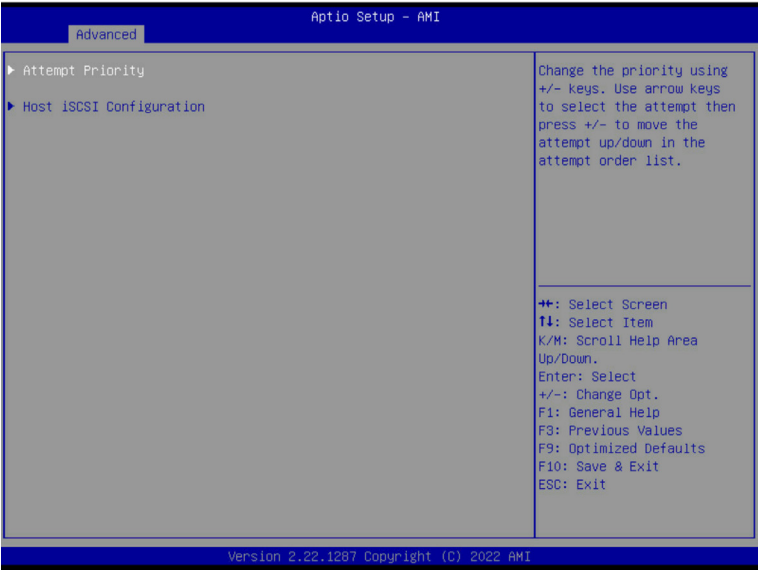 Aptio Setup – AMI
Advanced
▶ Attempt Priority
▶ Host iSCSI Configuration
Change the priority using
+/– keys. Use arrow keys
to select the attempt then
press +/– to move the
attempt up/down in the
attempt order list.
→←: Select Screen
↑↓: Select Item
K/M: Scroll Help Area
Up/Down.
Enter: Select
+/–: Change Opt.
F1: General Help
F3: Previous Values
F9: Optimized Defaults
F10: Save & Exit
ESC: Exit
Version 2.22.1287 Copyright (C) 2022 AMI